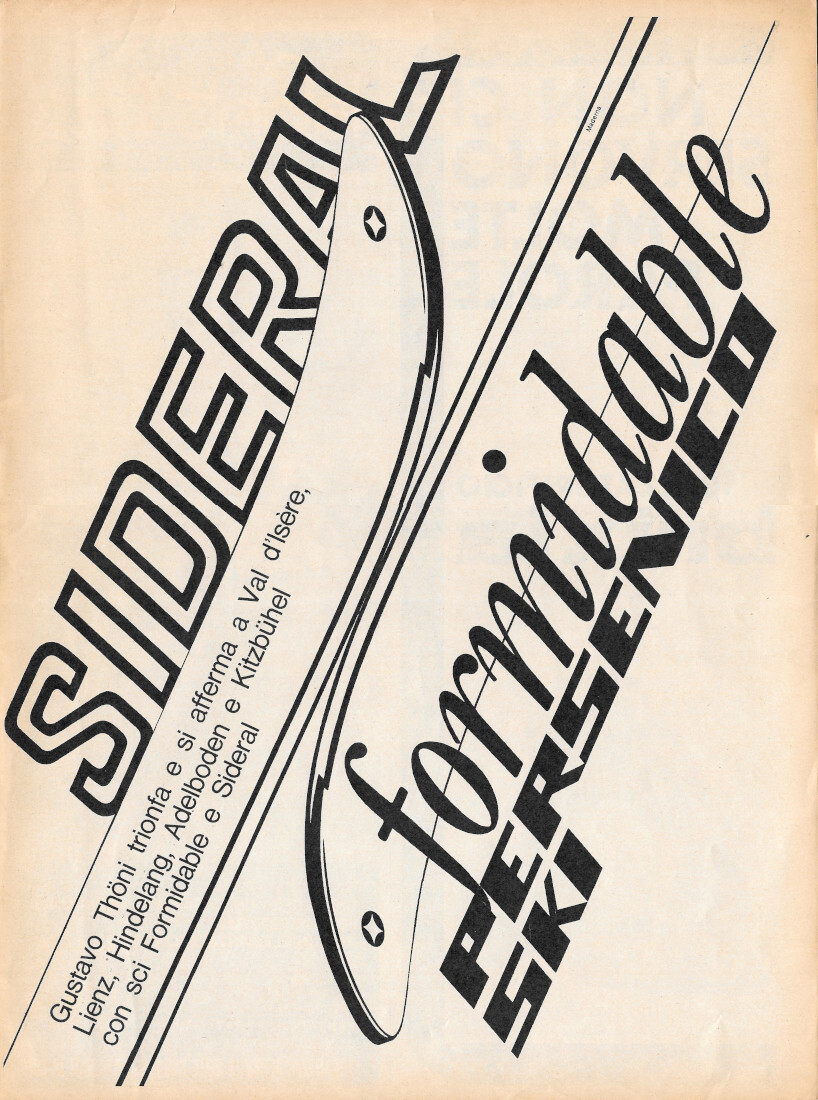 SIDERAL
Gustavo Thöni trionfa e si afferma a Val d'Isère,
Lienz, Hindelang, Adelboden e Kitzbühel
con sci Formidable e Sideral
formidable
PERSENICO
SKI
Maderna